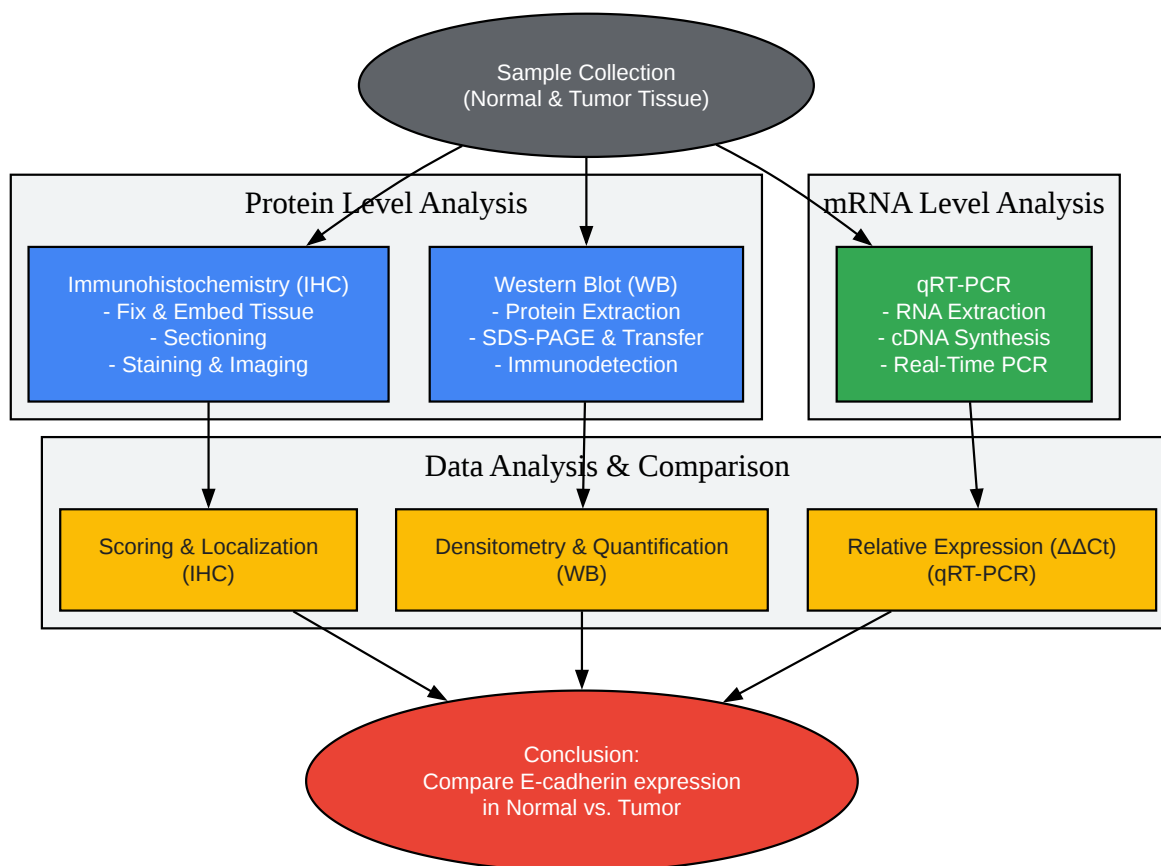 Sample Collection
(Normal & Tumor Tissue)
Protein Level Analysis
mRNA Level Analysis
Immunohistochemistry (IHC)
- Fix & Embed Tissue
- Sectioning
- Staining & Imaging
Western Blot (WB)
- Protein Extraction
- SDS-PAGE & Transfer
- Immunodetection
qRT-PCR
- RNA Extraction
- cDNA Synthesis
- Real-Time PCR
Data Analysis & Comparison
Scoring & Localization
(IHC)
Densitometry & Quantification
(WB)
Relative Expression (ΔΔCt)
(qRT-PCR)
Conclusion:
Compare E-cadherin expression
in Normal vs. Tumor